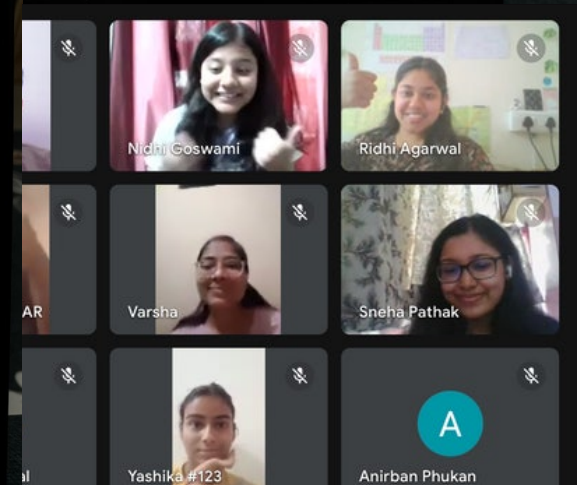 Nidhi Goswami
Ridhi Agarwal
AR
Varsha
Sneha Pathak
al
Yashika #123
A
Anirban Phukan